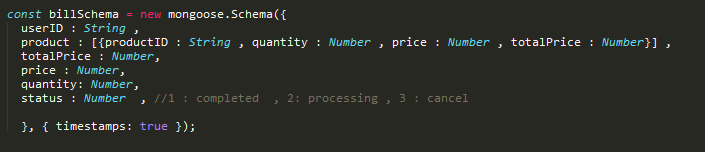 const billSchema = new mongoose.Schema({
userID : String ,
product : [{productID : String , quantity : Number , price : Number , totalPrice : Number}] ,
totalPrice : Number,
price : Number,
quantity: Number,
status : Number  , //1 : completed  , 2: processing , 3 : cancel
}, { timestamps: true });